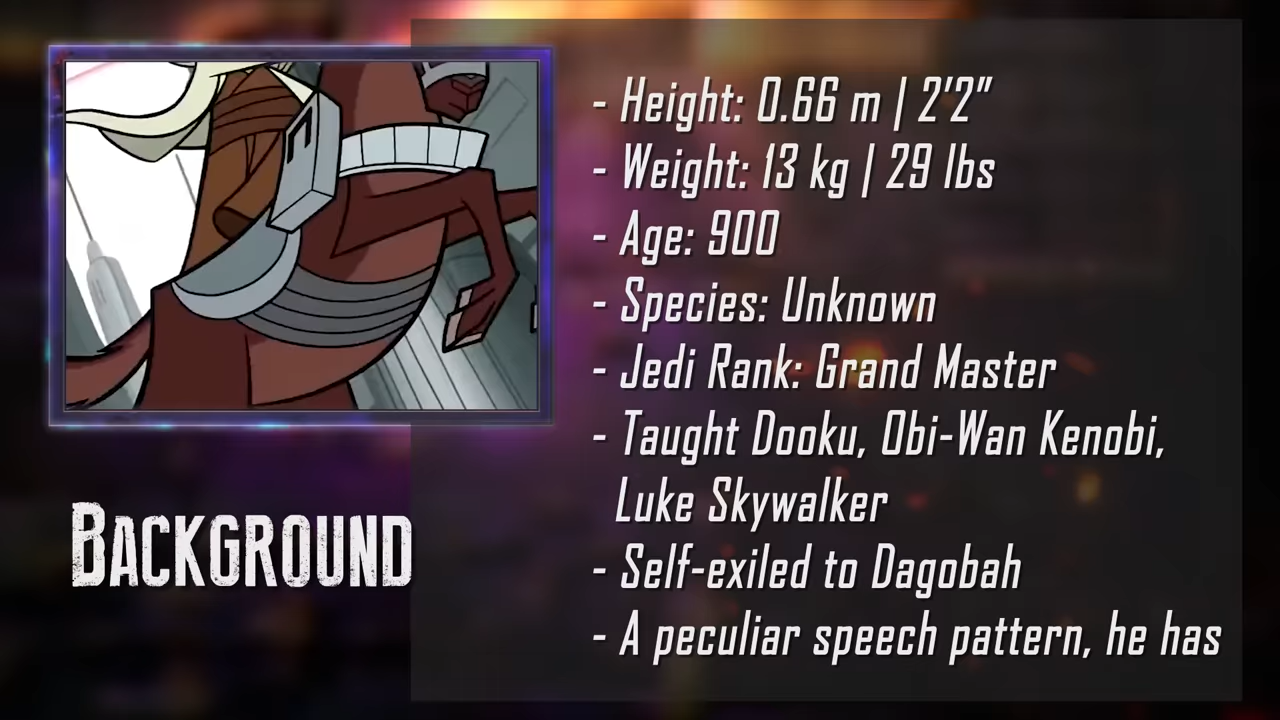 - Height: 0.66 m | 2'2"
- Weight: 13 kg | 29 lbs
- Age: 900
- Species: Unknown
- Jedi Rank: Grand Master
- Taught Dooku, Obi-Wan Kenobi,
Luke Skywalker
- Self-exiled to Dagobah
- A peculiar speech pattern, he has
Background